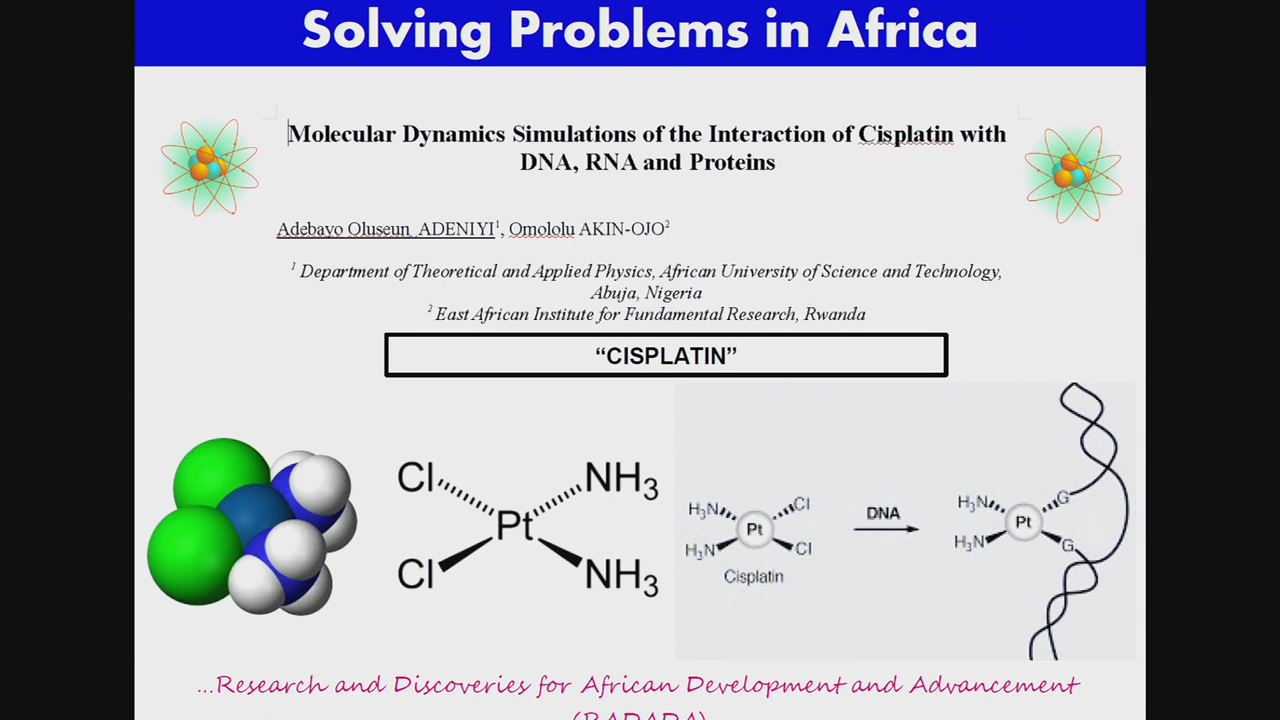 Solving Problems in Africa
Molecular Dynamics Simulations of the Interaction of Cisplatin with
DNA, RNA and Proteins
Adebayo Oluseun ADENIYI¹, Omololu AKIN-OJO²
¹ Department of Theoretical and Applied Physics, African University of Science and Technology,
Abuja, Nigeria
² East African Institute for Fundamental Research, Rwanda
“CISPLATIN”
Cl NH₃
Pt
Cl NH₃
H₃N Cl
Pt
H₃N Cl
Cisplatin
DNA
H₃N G
Pt
H₃N G
...Research and Discoveries for African Development and Advancement